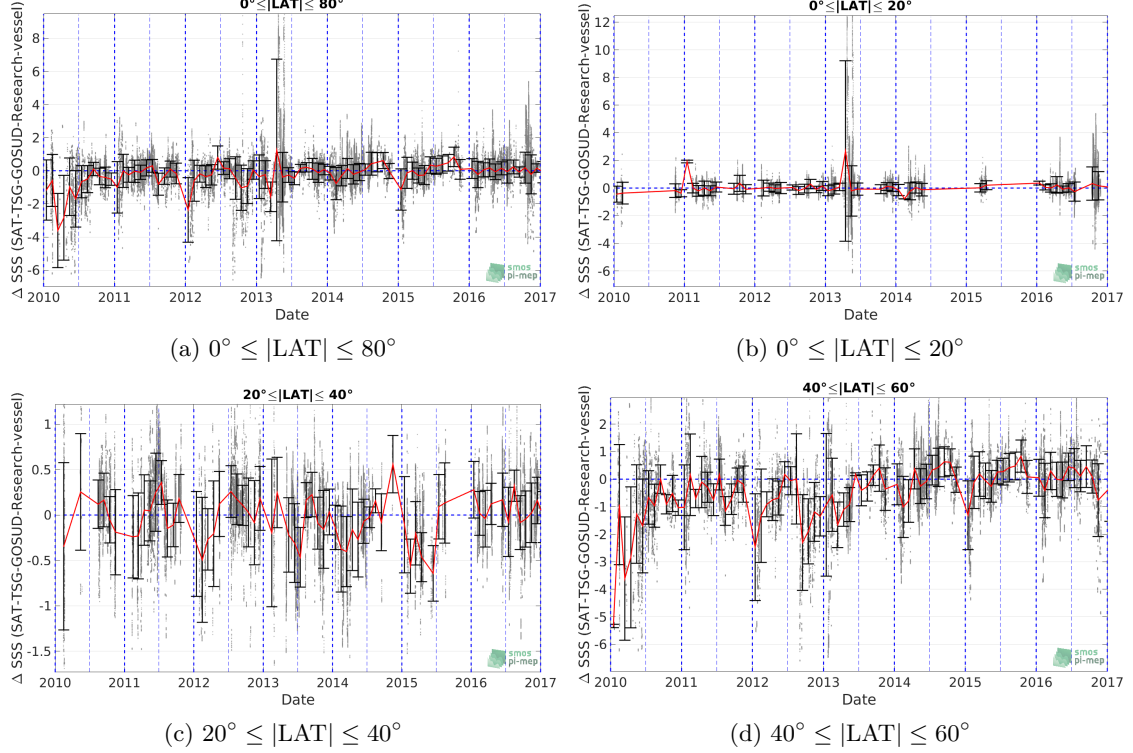 0°≤|LAT|≤ 80°
Δ SSS (SAT-TSG-GOSUD-Research-vessel)
8
6
4
2
0
-2
-4
-6
2010 2011 2012 2013 2014 2015 2016 2017
Date
smos
pi-mep
(a) 0° ≤ |LAT| ≤ 80°
0°≤|LAT|≤ 20°
Δ SSS (SAT-TSG-GOSUD-Research-vessel)
12
10
8
6
4
2
0
-2
-4
-6
2010 2011 2012 2013 2014 2015 2016 2017
Date
smos
pi-mep
(b) 0° ≤ |LAT| ≤ 20°
20°≤|LAT|≤ 40°
Δ SSS (SAT-TSG-GOSUD-Research-vessel)
1
0.5
0
-0.5
-1
-1.5
2010 2011 2012 2013 2014 2015 2016 2017
Date
smos
pi-mep
(c) 20° ≤ |LAT| ≤ 40°
40°≤|LAT|≤ 60°
Δ SSS (SAT-TSG-GOSUD-Research-vessel)
2
1
0
-1
-2
-3
-4
-5
-6
2010 2011 2012 2013 2014 2015 2016 2017
Date
smos
pi-mep
(d) 40° ≤ |LAT| ≤ 60°